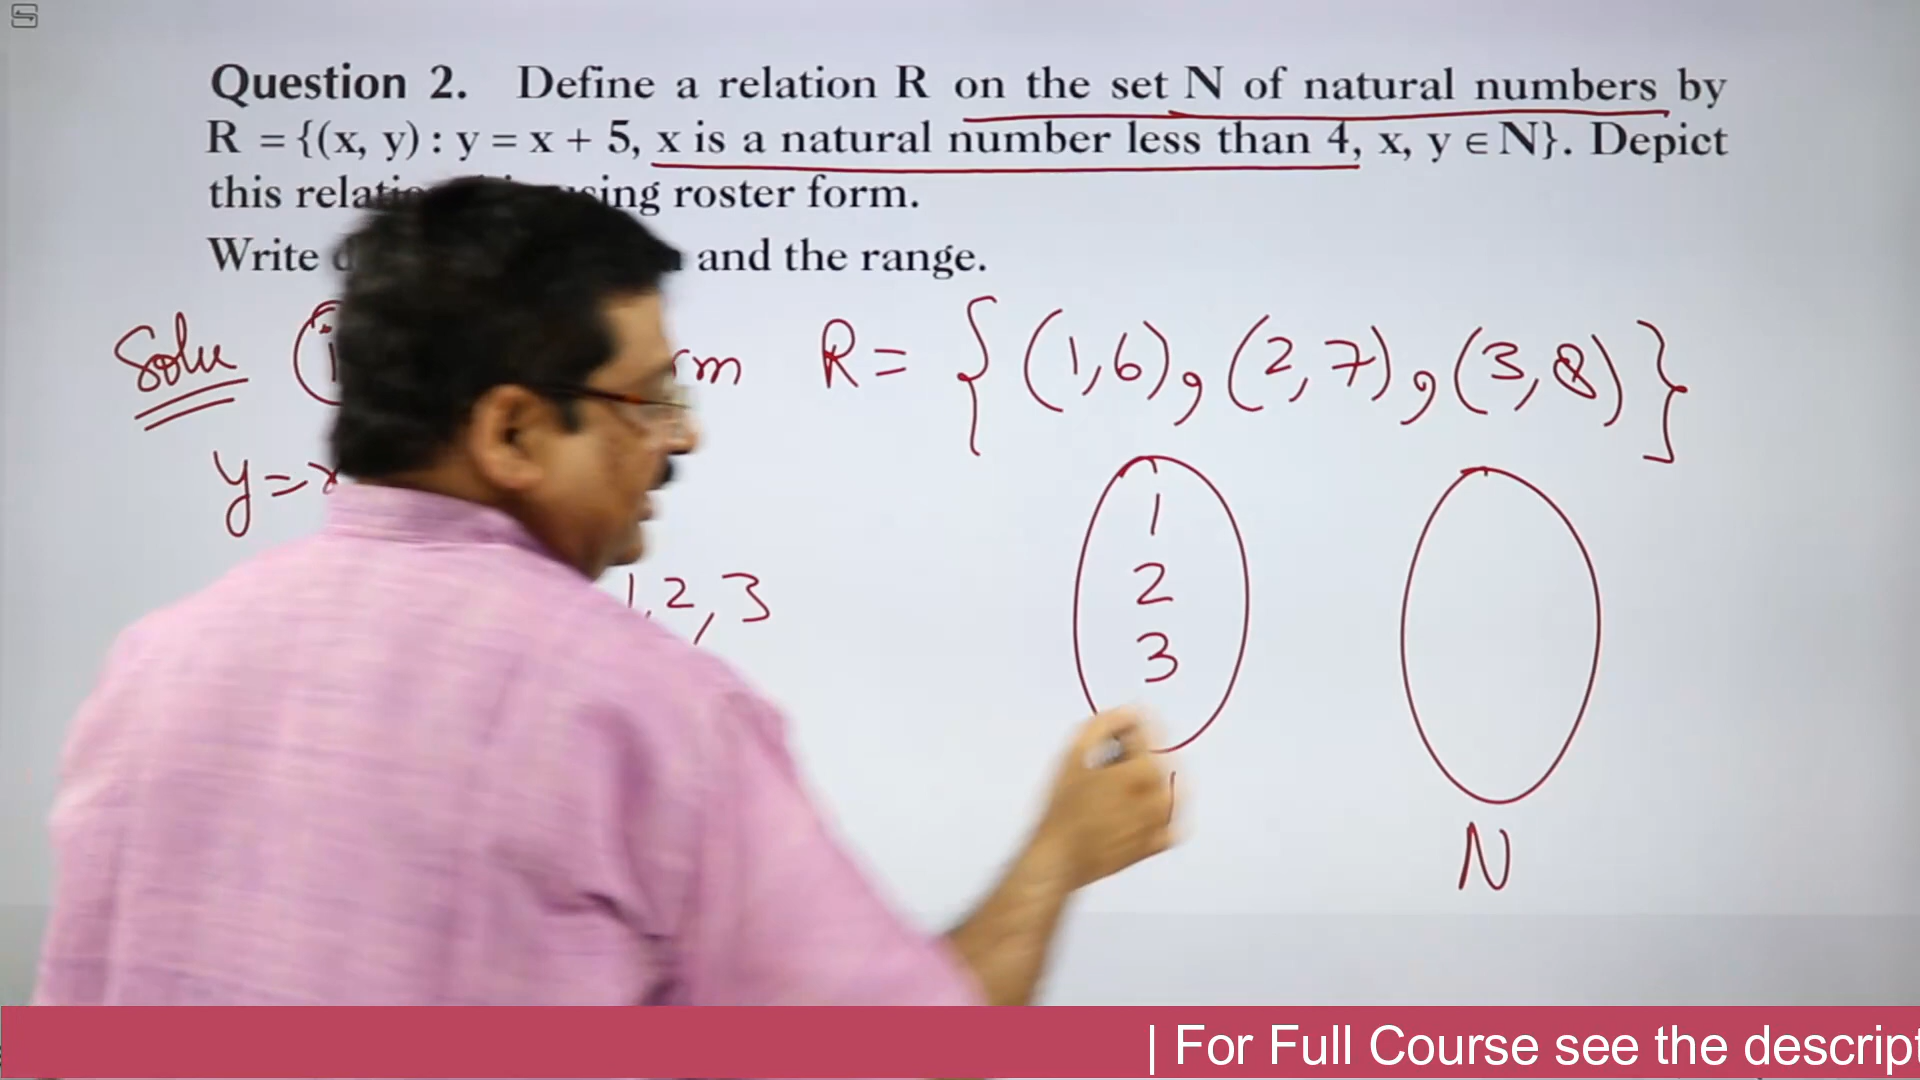 Question 2. Define a relation R on the set N of natural numbers by
R = {(x, y) : y = x + 5, x is a natural number less than 4, x, y ∈ N}. Depict
this using roster form.
Write and the range.
Solu (i rm R = { (1,6), (2,7), (3,8) }
y = x
1, 2, 3
1
2
3
N
| For Full Course see the descript